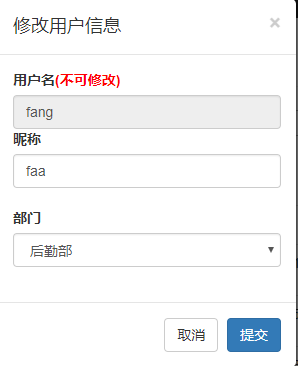 修改用户信息 ×
用户名(不可修改)
fang
昵称
faa
部门
后勤部
取消 提交